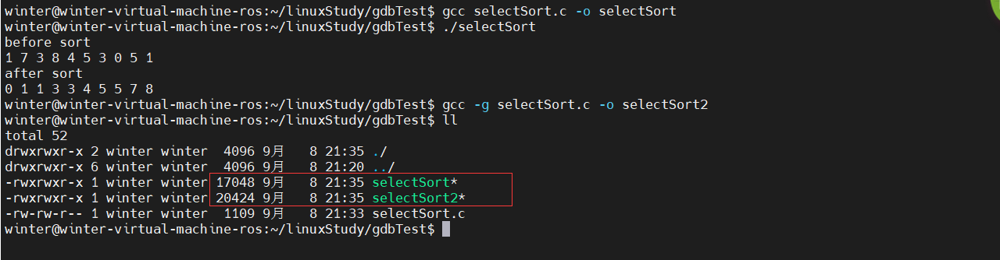 winter@winter-virtual-machine-ros:~/linuxStudy/gdbTest$ gcc selectSort.c -o selectSort
winter@winter-virtual-machine-ros:~/linuxStudy/gdbTest$ ./selectSort
before sort
1 7 3 8 4 5 3 0 5 1
after sort
0 1 1 3 3 4 5 5 7 8
winter@winter-virtual-machine-ros:~/linuxStudy/gdbTest$ gcc -g selectSort.c -o selectSort2
winter@winter-virtual-machine-ros:~/linuxStudy/gdbTest$ ll
total 52
drwxrwxr-x 2 winter winter  4096 9月   8 21:35 ./
drwxrwxr-x 6 winter winter  4096 9月   8 21:20 ../
-rwxrwxr-x 1 winter winter 17048 9月   8 21:35 selectSort*
-rwxrwxr-x 1 winter winter 20424 9月   8 21:35 selectSort2*
-rw-rw-r-- 1 winter winter  1109 9月   8 21:33 selectSort.c
winter@winter-virtual-machine-ros:~/linuxStudy/gdbTest$